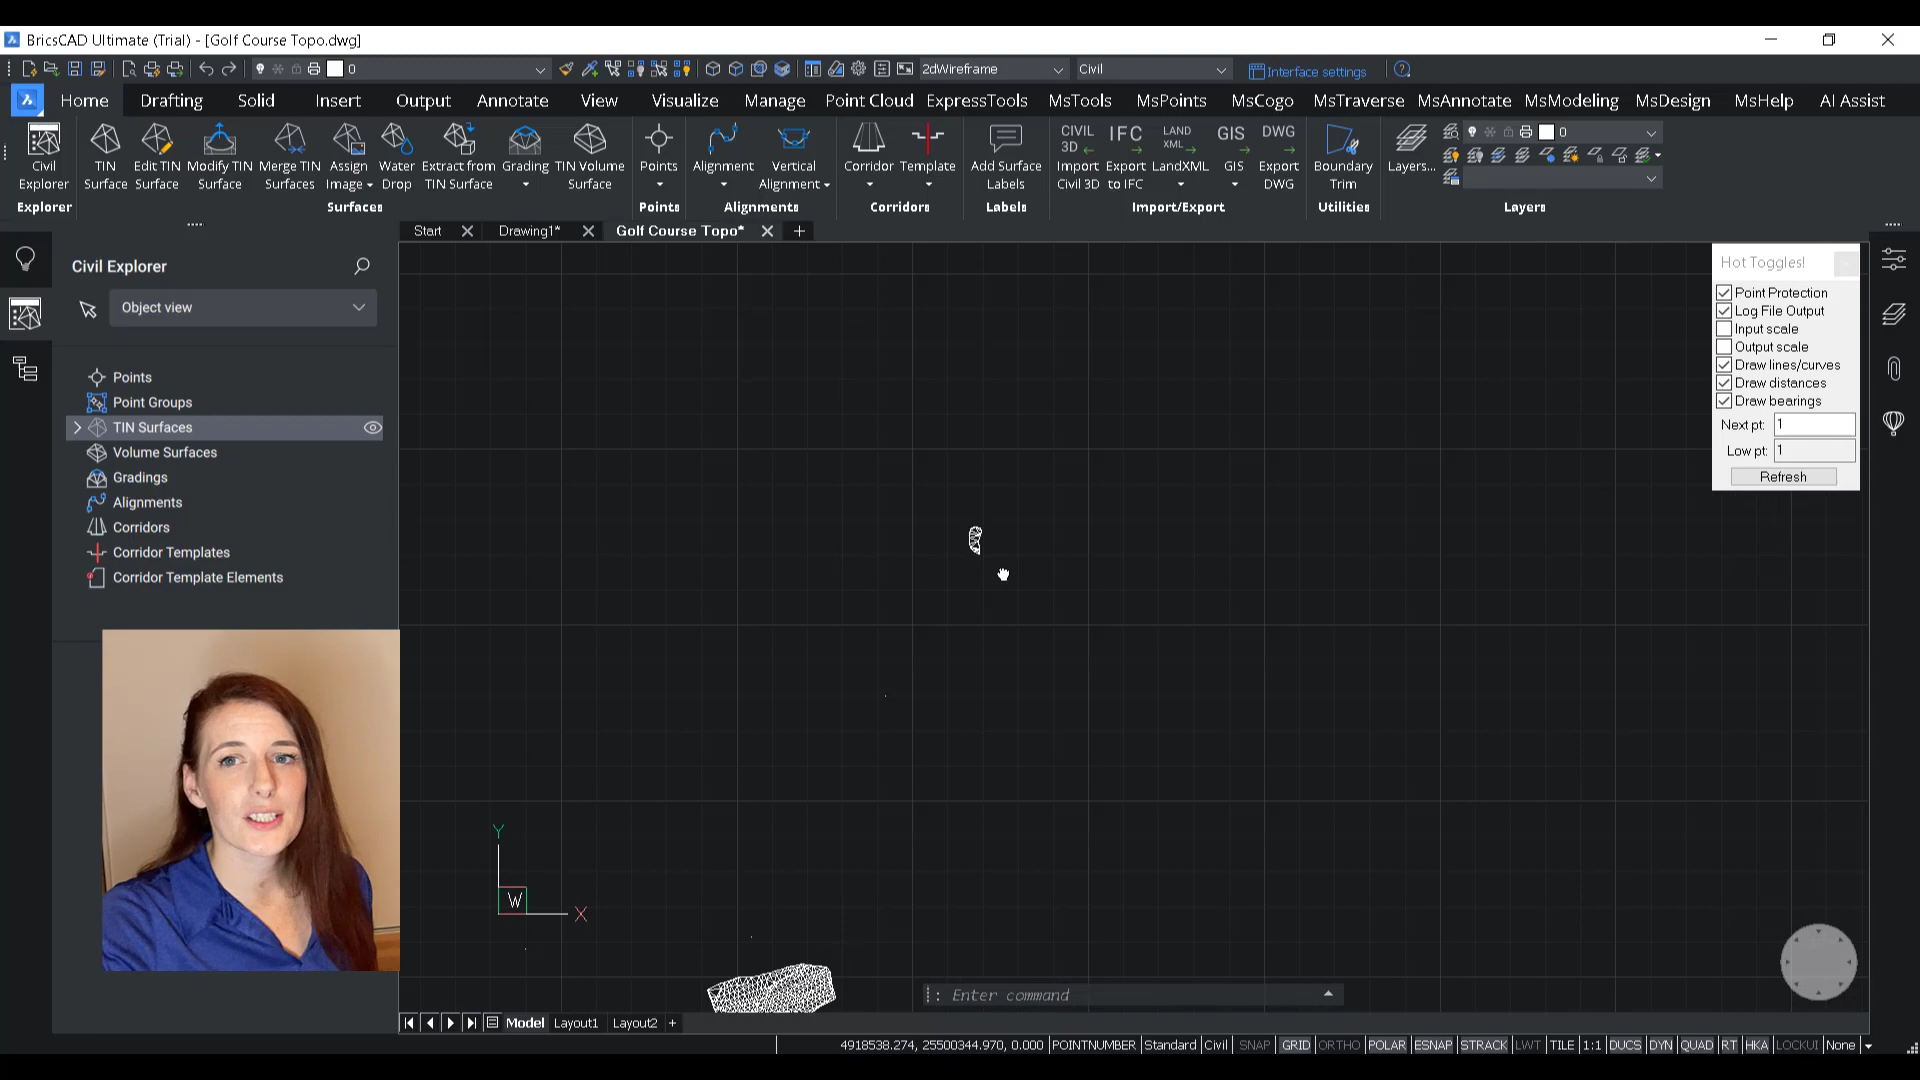 BricsCAD Ultimate (Trial) - [Golf Course Topo.dwg]
0 2dWireframe Civil Interface settings
Home Drafting Solid Insert Output Annotate View Visualize Manage Point Cloud ExpressTools MsTools MsPoints MsCogo MsTraverse MsAnnotate MsModeling MsDesign MsHelp AI Assist
Civil Explorer
TIN Surface
Edit TIN Surface
Modify TIN Surface
Merge TIN Surfaces
Assign Image
Water Drop
Extract from TIN Surface
Grading
TIN Volume Surface
Points
Alignment
Vertical Alignment
Corridor
Template
Add Surface Labels
CIVIL 3D Import Civil 3D
IFC Export to IFC
LAND XML LandXML
GIS GIS
DWG Export DWG
Boundary Trim
Layers...
0
Explorer Surfaces Points Alignments Corridors Labels Import/Export Utilities Layers
Start Drawing1* Golf Course Topo*
Civil Explorer
Object view
Points
Point Groups
TIN Surfaces
Volume Surfaces
Gradings
Alignments
Corridors
Corridor Templates
Corridor Template Elements
Hot Toggles!
Point Protection
Log File Output
Input scale
Output scale
Draw lines/curves
Draw distances
Draw bearings
Next pt: 1
Low pt: 1
Refresh
Y
W
X
: Enter command
Model Layout1 Layout2
4918538.274, 25500344.970, 0.000 POINTNUMBER Standard Civil SNAP GRID ORTHO POLAR ESNAP STRACK LWT TILE 1:1 DUCS DYN QUAD RT HKA LOCKUI None